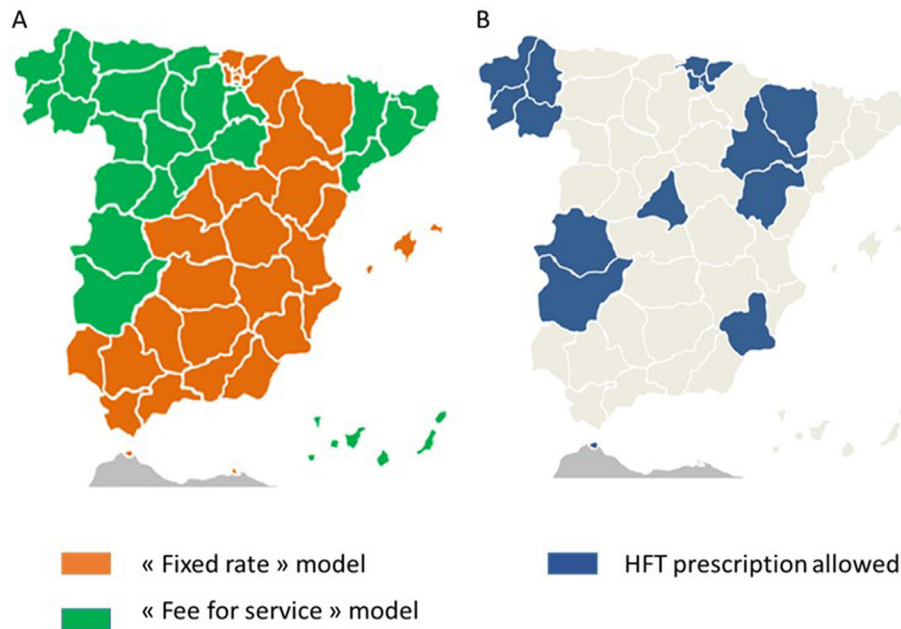 A
B
« Fixed rate » model
« Fee for service » model
HFT prescription allowed